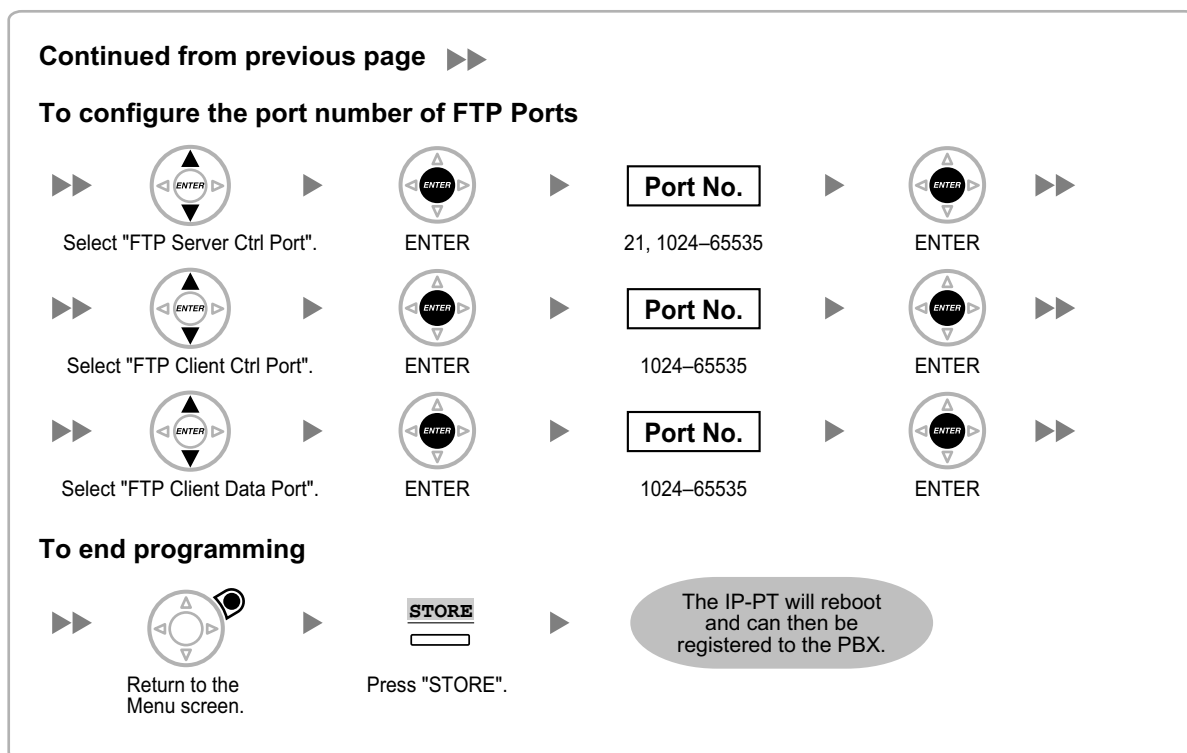 Continued from previous page
To configure the port number of FTP Ports
ENTER ENTER Port No. ENTER
Select "FTP Server Ctrl Port". ENTER 21, 1024–65535 ENTER
ENTER ENTER Port No. ENTER
Select "FTP Client Ctrl Port". ENTER 1024–65535 ENTER
ENTER ENTER Port No. ENTER
Select "FTP Client Data Port". ENTER 1024–65535 ENTER
To end programming
STORE
The IP-PT will reboot
and can then be
registered to the PBX.
Return to the
Menu screen.
Press "STORE".